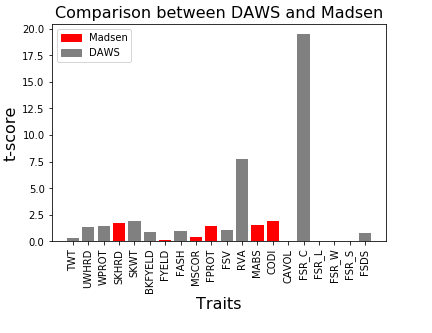 Comparison between DAWS and Madsen
Madsen
DAWS
t-score
20.0
17.5
15.0
12.5
10.0
7.5
5.0
2.5
0.0
TWT
UWHRD
WPROT
SKHRD
SKWT
BKFYELD
FYELD
FASH
MSCOR
FPROT
FSV
RVA
MABS
CODI
CAVOL
FSR_C
FSR_L
FSR_W
FSR_S
FSDS
Traits